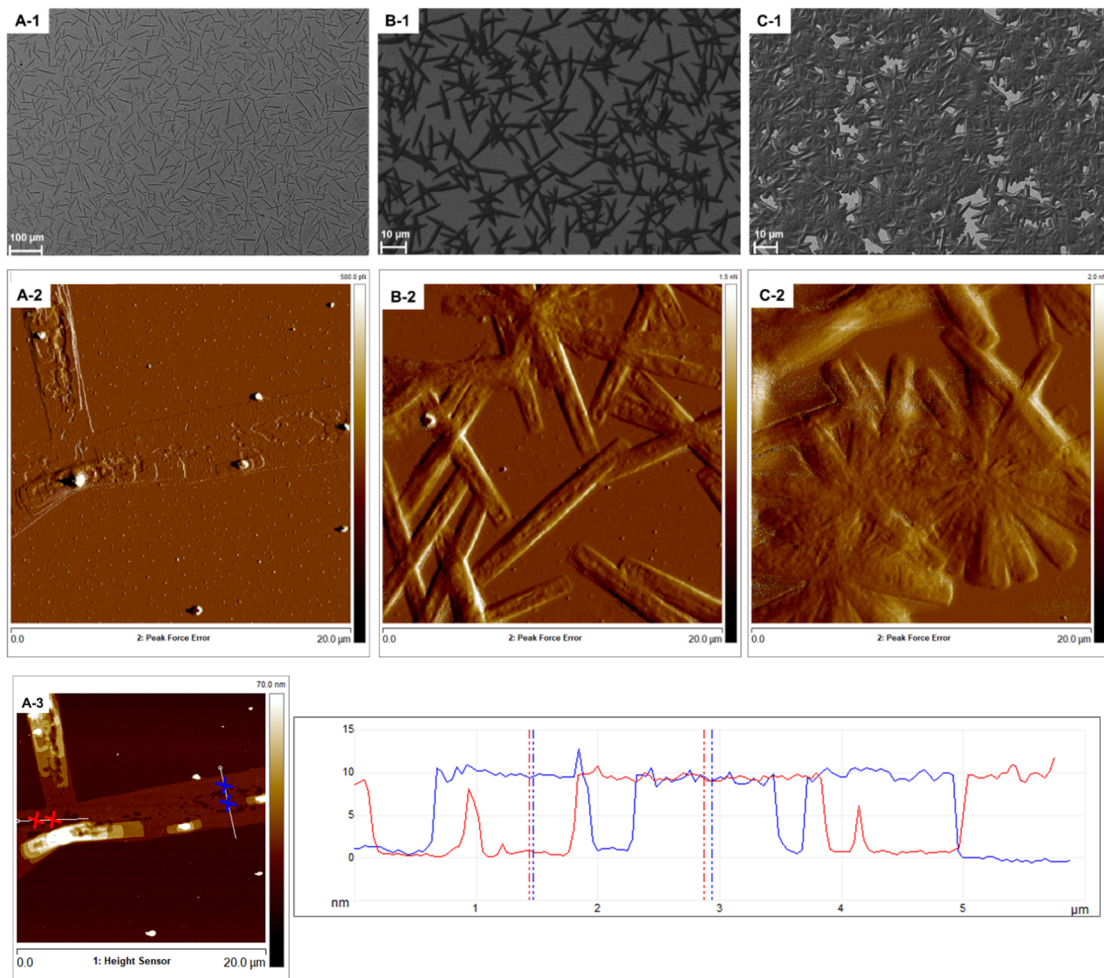 A-1
B-1
C-1
100 µm
10 µm
10 µm
500.0 pN
1.5 nN
2.0 nN
A-2
B-2
C-2
0.0
2: Peak Force Error
20.0 µm
0.0
2: Peak Force Error
20.0 µm
0.0
2: Peak Force Error
20.0 µm
70.0 nm
A-3
0.0
1: Height Sensor
20.0 µm
15
10
5
0
nm
1
2
3
4
5
µm